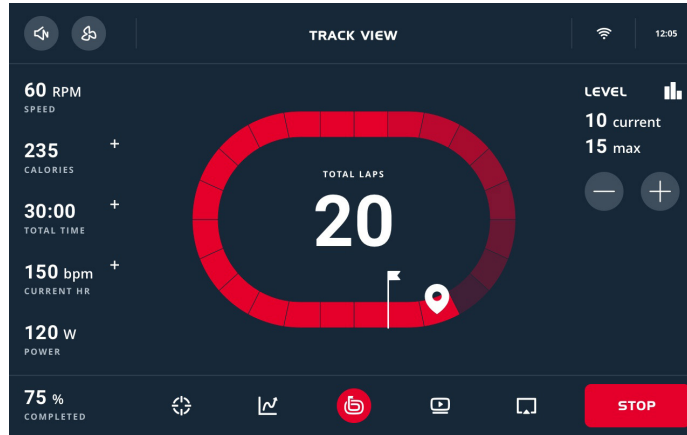 TRACK VIEW
12:05
60 RPM
SPEED
235 +
CALORIES
30:00 +
TOTAL TIME
150 bpm +
CURRENT HR
120 W
POWER
TOTAL LAPS
20
LEVEL
10 current
15 max
75 %
COMPLETED
STOP